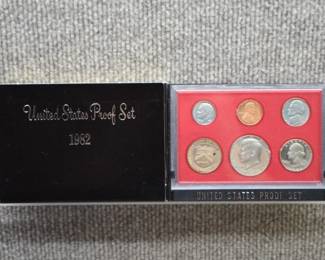 United States Proof Set
1982
UNITED STATES PROOF SET